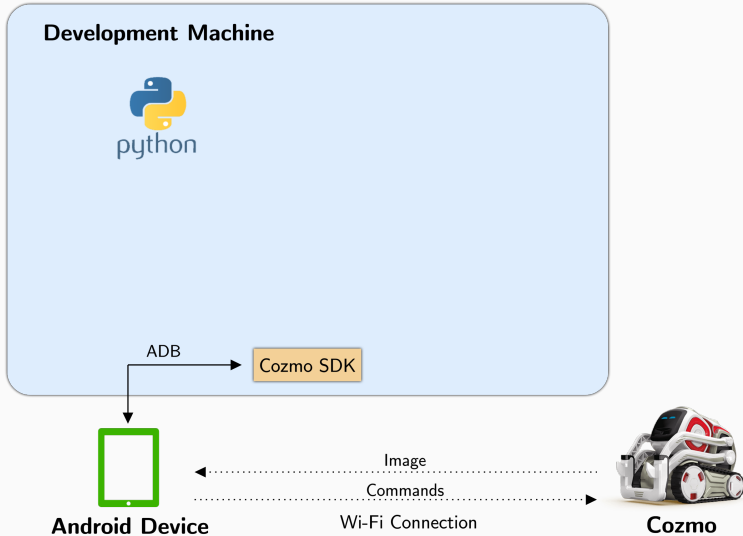 Development Machine
python
ADB
Cozmo SDK
Image
Commands
Wi-Fi Connection
Android Device
Cozmo